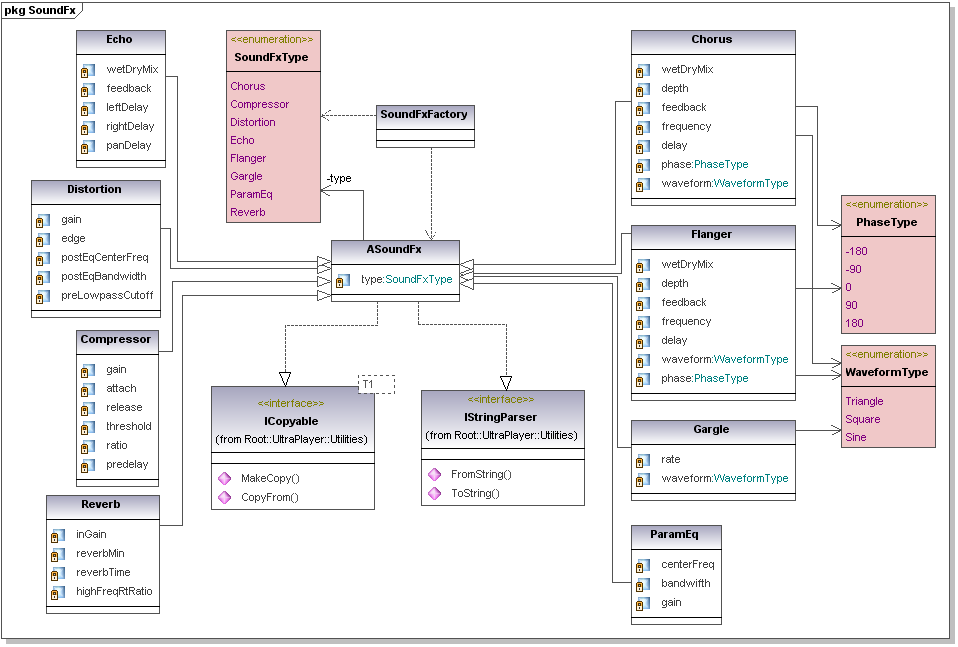 pkg SoundFx
Echo
wetDryMix
feedback
leftDelay
rightDelay
panDelay
Distortion
gain
edge
postEqCenterFreq
postEqBandwidth
preLowpassCutoff
Compressor
gain
attach
release
threshold
ratio
predelay
Reverb
inGain
reverbMin
reverbTime
highFreqRtRatio
<<enumeration>>
SoundFxType
Chorus
Compressor
Distortion
Echo
Flanger
Gargle
ParamEq
Reverb
SoundFxFactory
-type
ASoundFx
type:SoundFxType
T1
<<interface>>
ICopyable
(from Root::UltraPlayer::Utilities)
MakeCopy()
CopyFrom()
<<interface>>
IStringParser
(from Root::UltraPlayer::Utilities)
FromString()
ToString()
Chorus
wetDryMix
depth
feedback
frequency
delay
phase:PhaseType
waveform:WaveformType
Flanger
wetDryMix
depth
feedback
frequency
delay
waveform:WaveformType
phase:PhaseType
Gargle
rate
waveform:WaveformType
ParamEq
centerFreq
bandwifth
gain
<<enumeration>>
PhaseType
-180
-90
0
90
180
<<enumeration>>
WaveformType
Triangle
Square
Sine